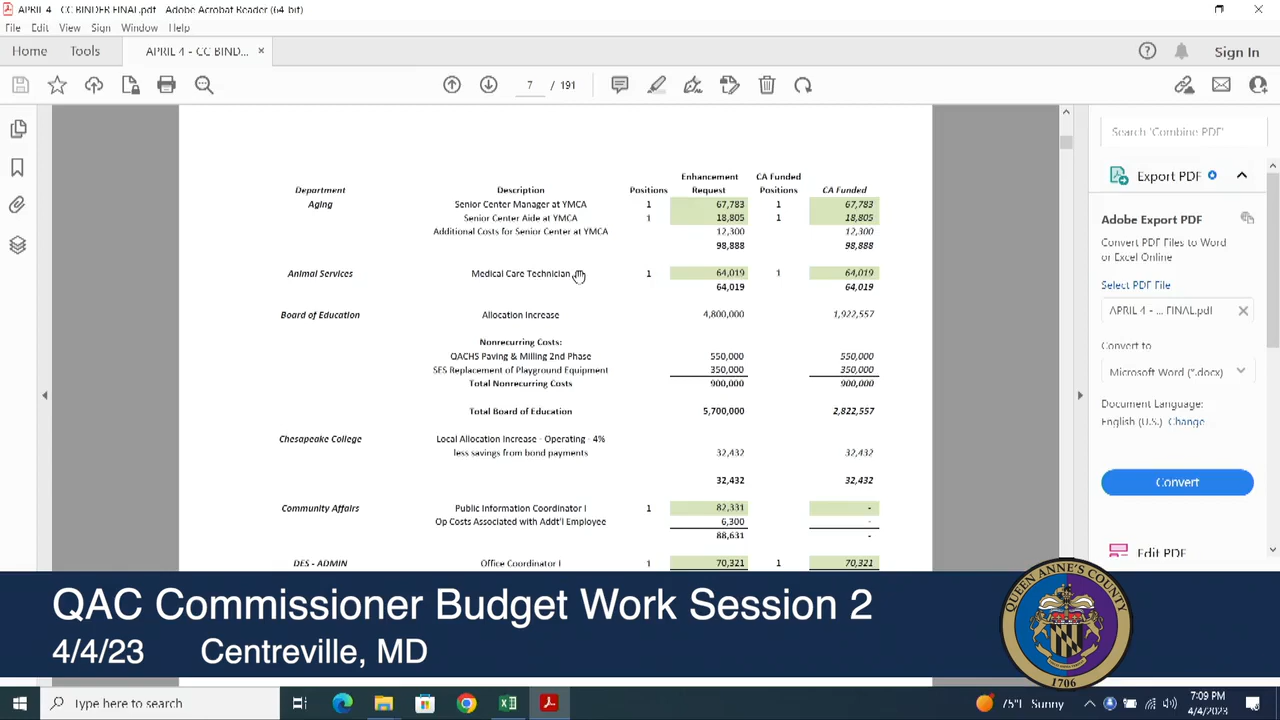 APRIL 4 - CC BINDER FINAL.pdf - Adobe Acrobat Reader (64-bit)
File Edit View Sign Window Help
Home Tools APRIL 4 - CC BIND... × Sign In
7 / 191
Enhancement CA Funded
Department Description Positions Request Positions CA Funded
Aging Senior Center Manager at YMCA 1 67,783 1 67,783
Senior Center Aide at YMCA 1 18,805 1 18,805
Additional Costs for Senior Center at YMCA 12,300 12,300
98,888 98,888
Animal Services Medical Care Technician 1 64,019 1 64,019
64,019 64,019
Board of Education Allocation Increase 4,800,000 1,922,557
Nonrecurring Costs:
QACHS Paving & Milling 2nd Phase 550,000 550,000
SES Replacement of Playground Equipment 350,000 350,000
Total Nonrecurring Costs 900,000 900,000
Total Board of Education 5,700,000 2,822,557
Chesapeake College Local Allocation Increase - Operating - 4%
less savings from bond payments 32,432 32,432
32,432 32,432
Community Affairs Public Information Coordinator I 1 82,331 -
Op Costs Associated with Addt'l Employee 6,300 -
88,631 -
DES - ADMIN Office Coordinator I 1 70,321 1 70,321
Search 'Combine PDF'
Export PDF
Adobe Export PDF
Convert PDF Files to Word
or Excel Online
Select PDF File
APRIL 4 - ... FINAL.pdf
Convert to
Microsoft Word (*.docx)
Document Language:
English (U.S.) Change
Convert
Edit PDF
QAC Commissioner Budget Work Session 2
4/4/23 Centreville, MD
QUEEN ANNE'S COUNTY
1706
Type here to search
75°F Sunny
7:09 PM
4/4/2023